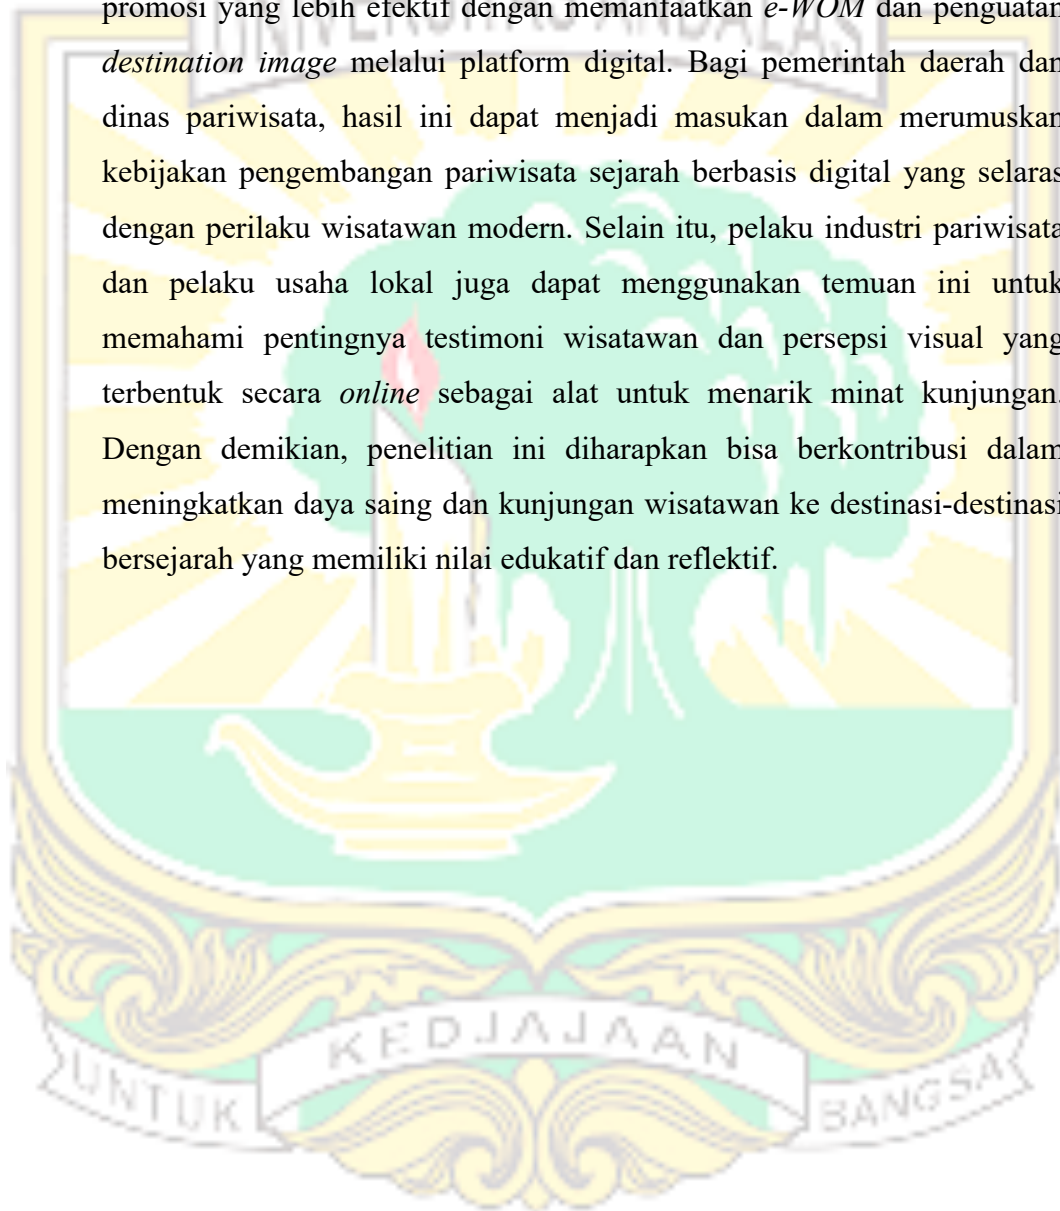 promosi yang lebih efektif dengan memanfaatkan e-WOM dan penguatan
UNIVERSITAS ANDALAS
destination image melalui platform digital. Bagi pemerintah daerah dan
dinas pariwisata, hasil ini dapat menjadi masukan dalam merumuskan
kebijakan pengembangan pariwisata sejarah berbasis digital yang selaras
dengan perilaku wisatawan modern. Selain itu, pelaku industri pariwisata
dan pelaku usaha lokal juga dapat menggunakan temuan ini untuk
memahami pentingnya testimoni wisatawan dan persepsi visual yang
terbentuk secara online sebagai alat untuk menarik minat kunjungan.
Dengan demikian, penelitian ini diharapkan bisa berkontribusi dalam
meningkatkan daya saing dan kunjungan wisatawan ke destinasi-destinasi
bersejarah yang memiliki nilai edukatif dan reflektif.
UNTUK KEDJAJAAN BANGSA